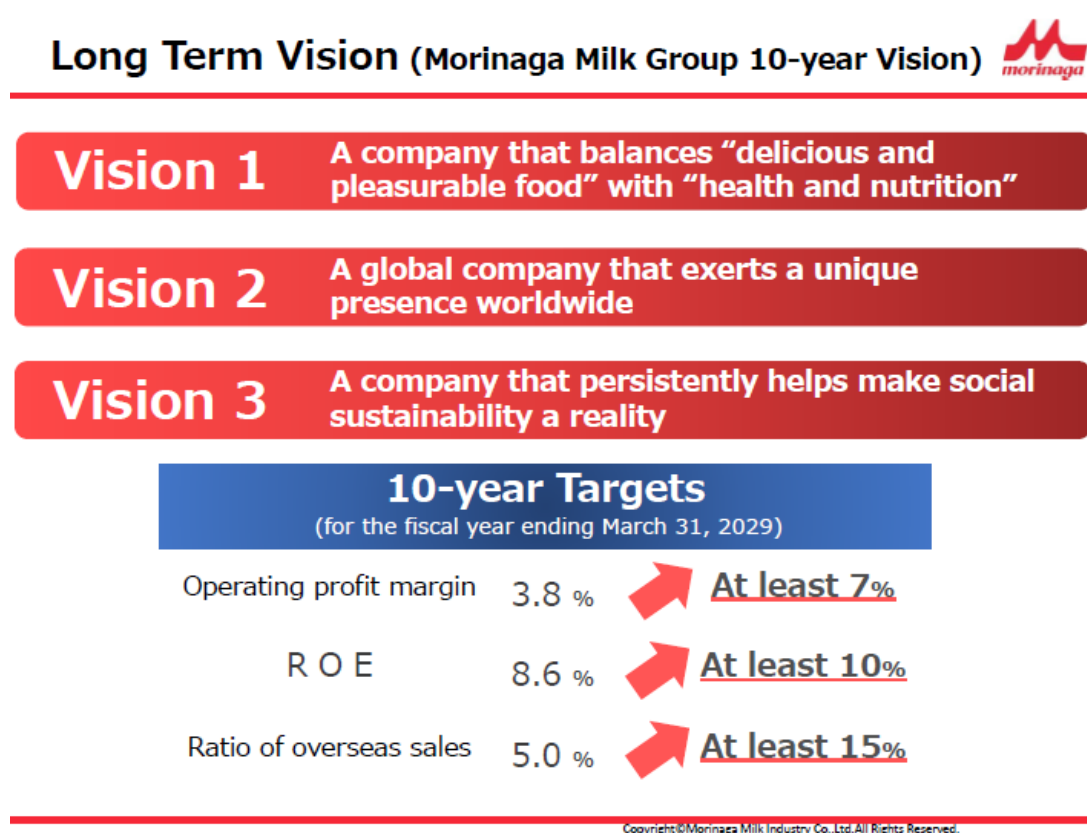 Long Term Vision (Morinaga Milk Group 10-year Vision)
morinaga
Vision 1
A company that balances “delicious and
pleasurable food” with “health and nutrition”
Vision 2
A global company that exerts a unique
presence worldwide
Vision 3
A company that persistently helps make social
sustainability a reality
10-year Targets
(for the fiscal year ending March 31, 2029)
Operating profit margin 3.8 % At least 7%
R O E 8.6 % At least 10%
Ratio of overseas sales 5.0 % At least 15%
Copyright©Morinaga Milk Industry Co.,Ltd.All Rights Reserved.